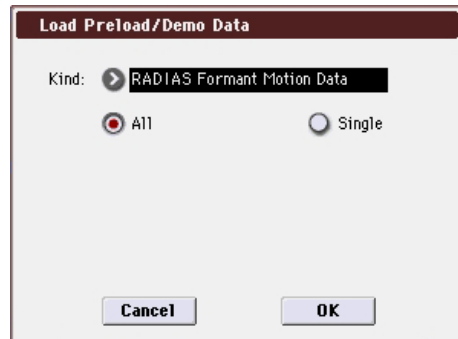 Load Preload/Demo Data
Kind: RADIAS Formant Motion Data
All Single
Cancel OK